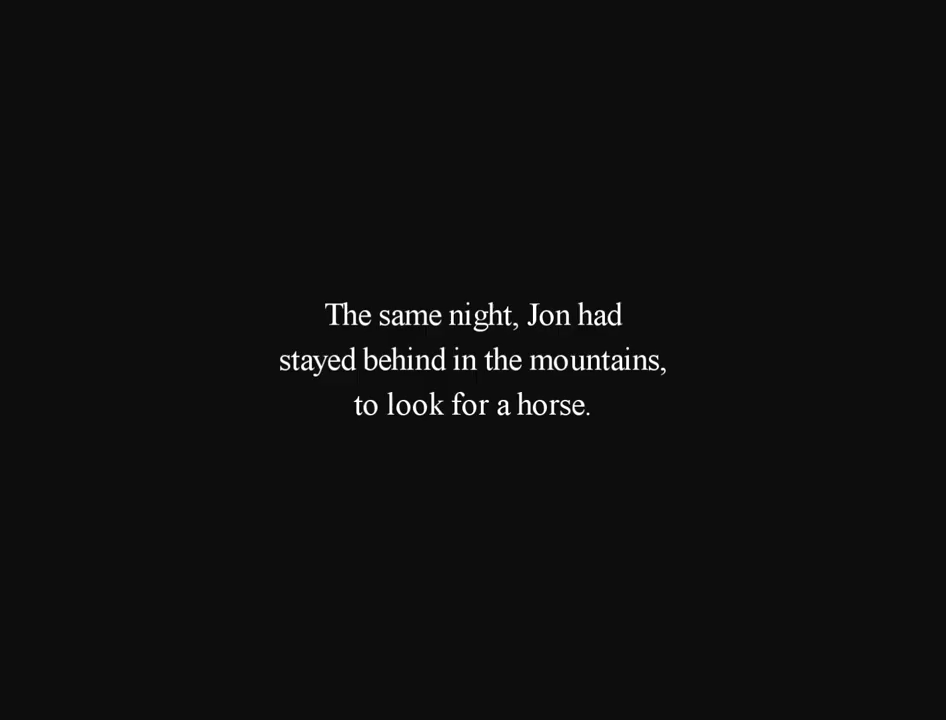 The same night, Jon had
stayed behind in the mountains,
to look for a horse.